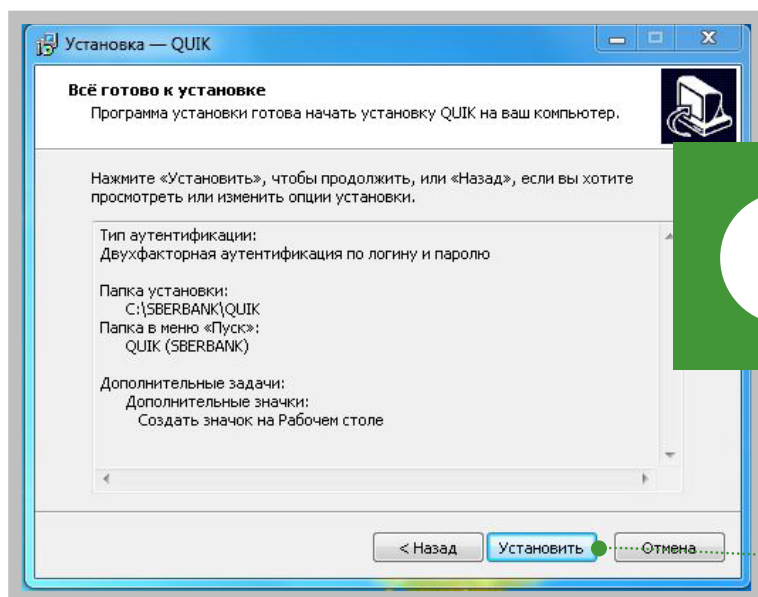 Установка — QUIK
Всё готово к установке
Программа установки готова начать установку QUIK на ваш компьютер.
Нажмите «Установить», чтобы продолжить, или «Назад», если вы хотите
просмотреть или изменить опции установки.
Тип аутентификации:
Двухфакторная аутентификация по логину и паролю
Папка установки:
C:\SBERBANK\QUIK
Папка в меню «Пуск»:
QUIK (SBERBANK)
Дополнительные задачи:
Дополнительные значки:
Создать значок на Рабочем столе
< Назад
Установить
Отмена